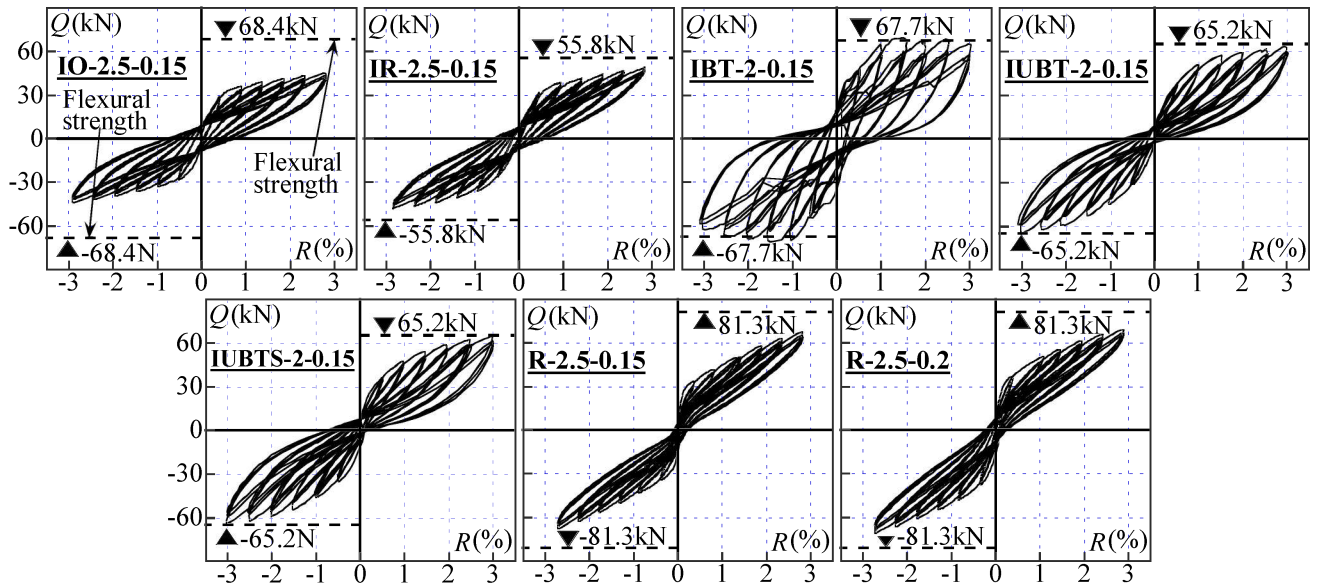 Q(kN)
▼68.4kN
60
IO-2.5-0.15
30
Flexural
strength
0
Flexural
strength
-30
-60
▲-68.4N
R(%)
-3 -2 -1 0 1 2 3
Q(kN)
▼55.8kN
IR-2.5-0.15
▲-55.8kN
R(%)
-3 -2 -1 0 1 2 3
Q(kN)
▼67.7kN
IBT-2-0.15
▲-67.7kN
R(%)
-3 -2 -1 0 1 2 3
Q(kN)
▼65.2kN
IUBT-2-0.15
▲-65.2kN
R(%)
-3 -2 -1 0 1 2 3
Q(kN)
▼65.2kN
60
IUBTS-2-0.15
30
0
-30
-60
▲-65.2N
R(%)
-3 -2 -1 0 1 2 3
Q(kN)
▲81.3kN
R-2.5-0.15
▼-81.3kN
R(%)
-3 -2 -1 0 1 2 3
Q(kN)
▲81.3kN
R-2.5-0.2
▼-81.3kN
R(%)
-3 -2 -1 0 1 2 3